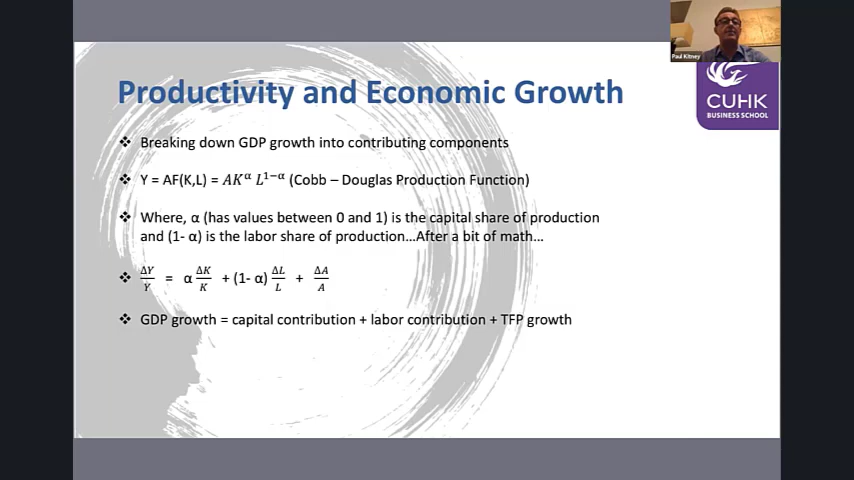 Paul Kitney
CUHK
BUSINESS SCHOOL
Productivity and Economic Growth
❖ Breaking down GDP growth into contributing components
❖ Y = AF(K,L) = AK^α L^{1−α} (Cobb – Douglas Production Function)
❖ Where, α (has values between 0 and 1) is the capital share of production
and (1- α) is the labor share of production…After a bit of math…
❖ ΔY/Y = α ΔK/K + (1- α) ΔL/L + ΔA/A
❖ GDP growth = capital contribution + labor contribution + TFP growth